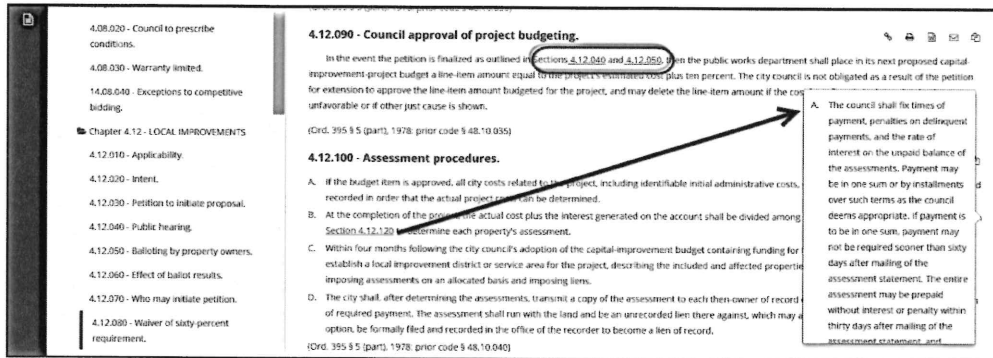 4.08.020 - Council to prescribe
conditions.
4.08.030 - Warranty limited.
14.08.040 - Exceptions to competitive
bidding.
Chapter 4.12 - LOCAL IMPROVEMENTS
4.12.010 - Applicability.
4.12.020 - Intent.
4.12.030 - Petition to initiate proposal.
4.12.040 - Public hearing.
4.12.050 - Balloting by property owners.
4.12.060 - Effect of ballot results.
4.12.070 - Who may initiate petition.
4.12.080 - Waiver of sixty-percent
requirement.
4.12.090 - Council approval of project budgeting.
In the event the petition is finalized as outlined in Sections 4.12.040 and 4.12.050, then the public works department shall place in its next proposed capital-
improvement-project budget a line-item amount equal to the project's estimated cost plus ten percent. The city council is not obligated as a result of the petition
for extension to approve the line-item amount budgeted for the project, and may delete the line-item amount if the
unfavorable or if other just cause is shown.
(Ord. 395 § 5 (part), 1978: prior code § 48.10.035)
4.12.100 - Assessment procedures.
A. If the budget item is approved, all city costs related to the project, including identifiable initial administrative costs,
recorded in order that the actual project costs can be determined.
B. At the completion of the project, the actual cost plus the interest generated on the account shall be divided among
Section 4.12.120 to determine each property's assessment.
C. Within four months following the city council's adoption of the capital-improvement budget containing funding for
establish a local improvement district or service area for the project, describing the included and affected
imposing assessments on an allocated basis and imposing liens.
D. The city shall, after determining the assessments, transmit a copy of the assessment to each then-owner of record
of required payment. The assessment shall run with the land and be an unrecorded lien there against, which may
option, be formally filed and recorded in the office of the recorder to become a lien of record.
(Ord. 395 § 5 (part), 1978: prior code § 48.10.040)
A. The council shall fix times of
payment, penalties on delinquent
payments, and the rate of
interest on the unpaid balance of
the assessments. Payment may
be in one sum or by installments
over such terms as the council
deems appropriate. If payment is
to be in one sum, payment may
not be required sooner than sixty
days after mailing of the
assessment statement. The entire
assessment may be prepaid
without interest or penalty within
thirty days after mailing of the
assessment statement, and